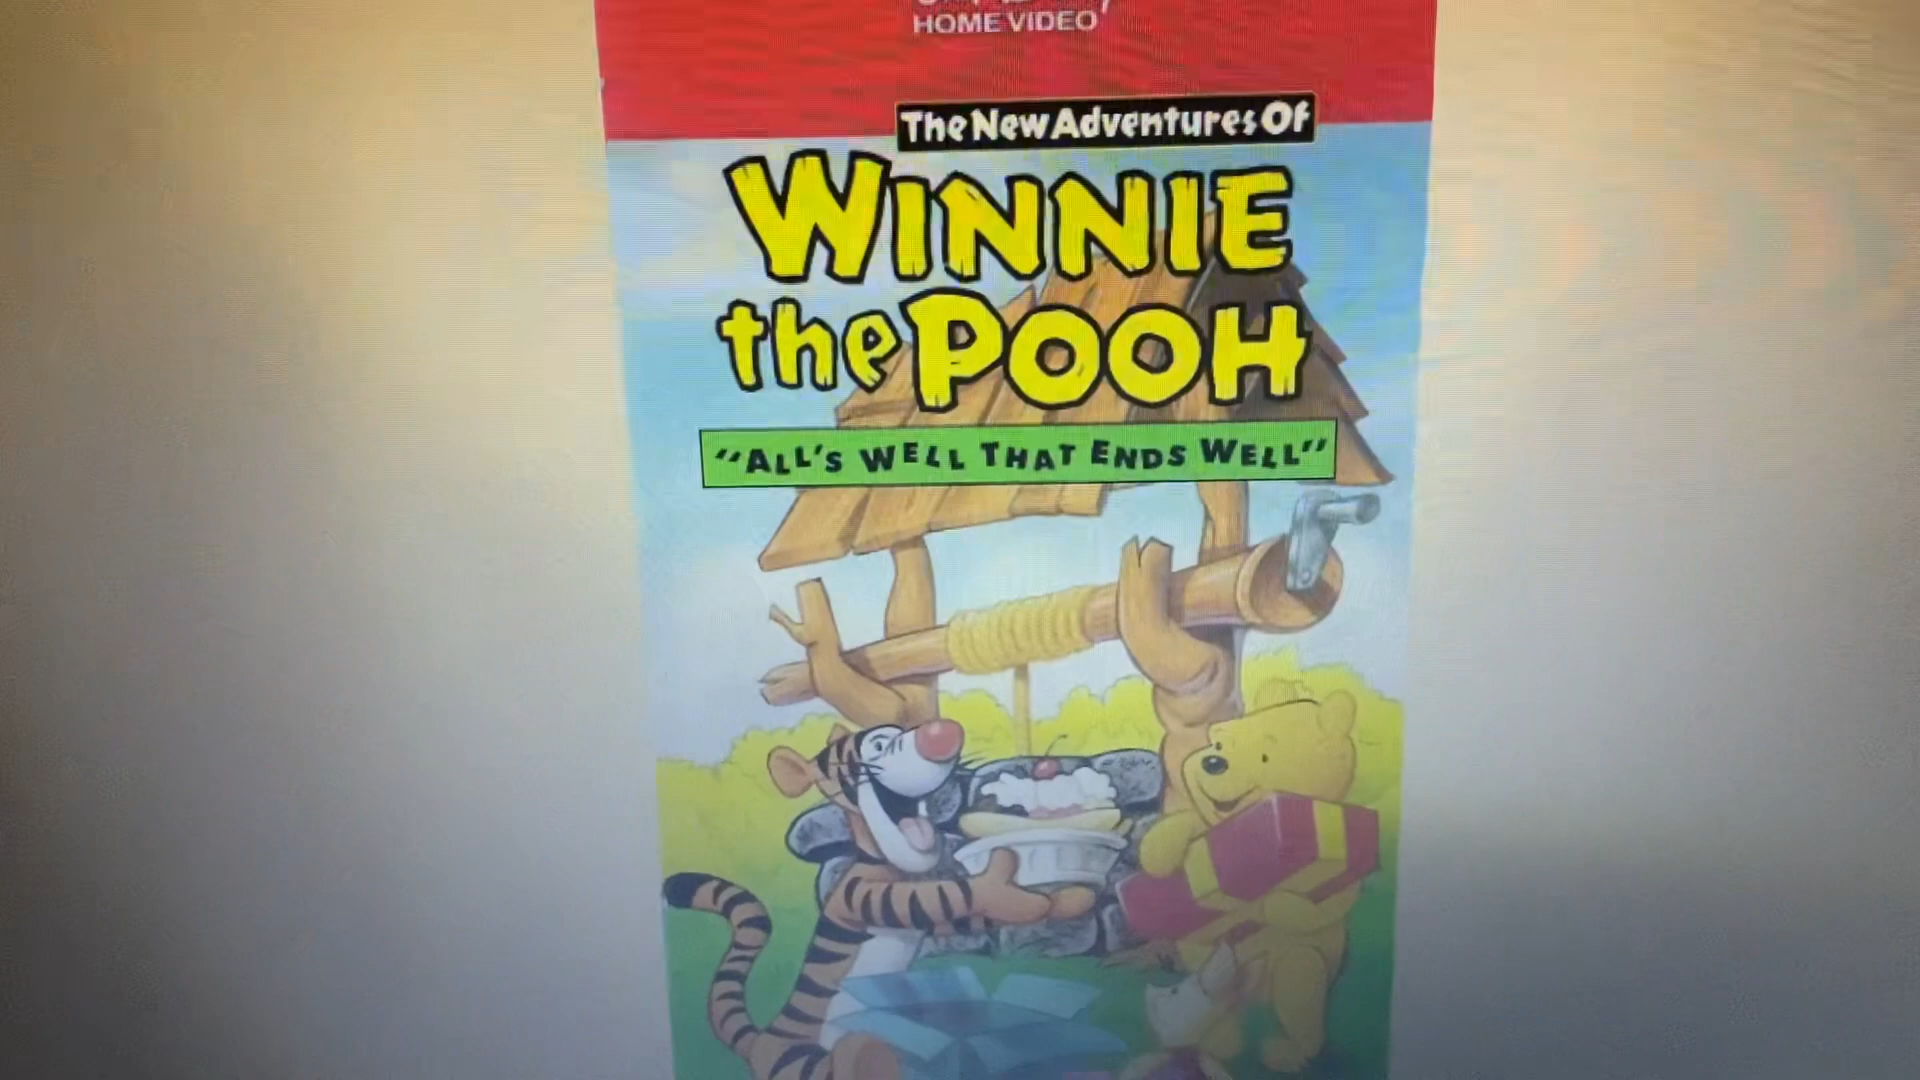 HOME VIDEO
The New Adventures Of
WINNIE
the POOH
"ALL'S WELL THAT ENDS WELL"